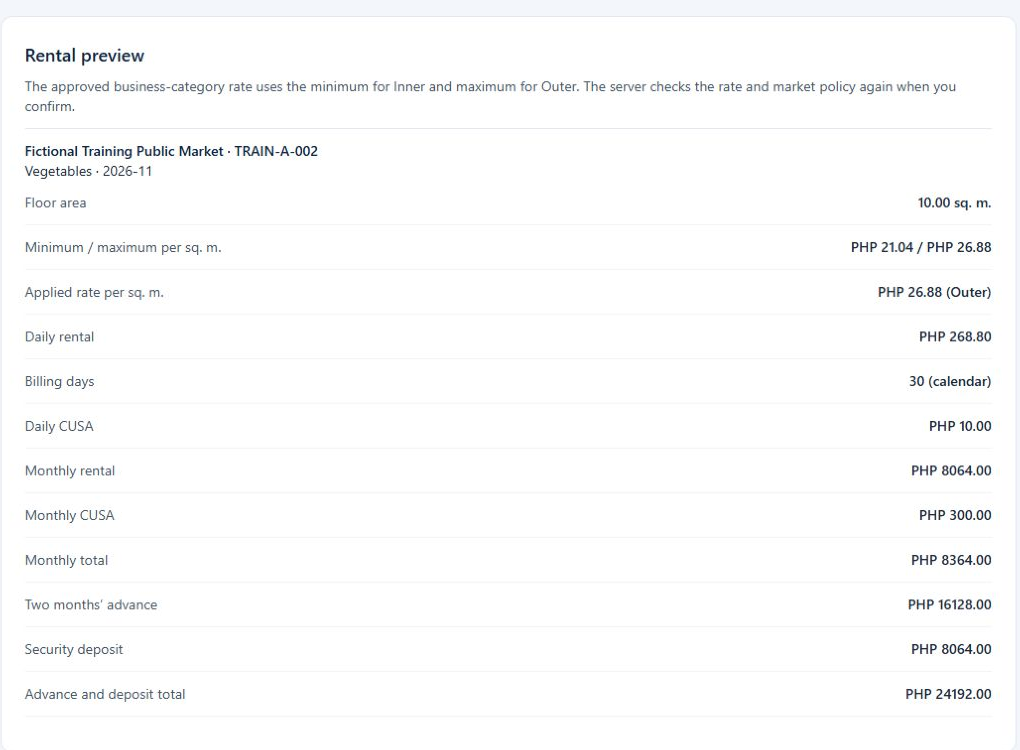 Rental preview
The approved business-category rate uses the minimum for Inner and maximum for Outer. The server checks the rate and market policy again when you
confirm.
Fictional Training Public Market · TRAIN-A-002
Vegetables · 2026-11
Floor area 10.00 sq. m.
Minimum / maximum per sq. m. PHP 21.04 / PHP 26.88
Applied rate per sq. m. PHP 26.88 (Outer)
Daily rental PHP 268.80
Billing days 30 (calendar)
Daily CUSA PHP 10.00
Monthly rental PHP 8064.00
Monthly CUSA PHP 300.00
Monthly total PHP 8364.00
Two months’ advance PHP 16128.00
Security deposit PHP 8064.00
Advance and deposit total PHP 24192.00